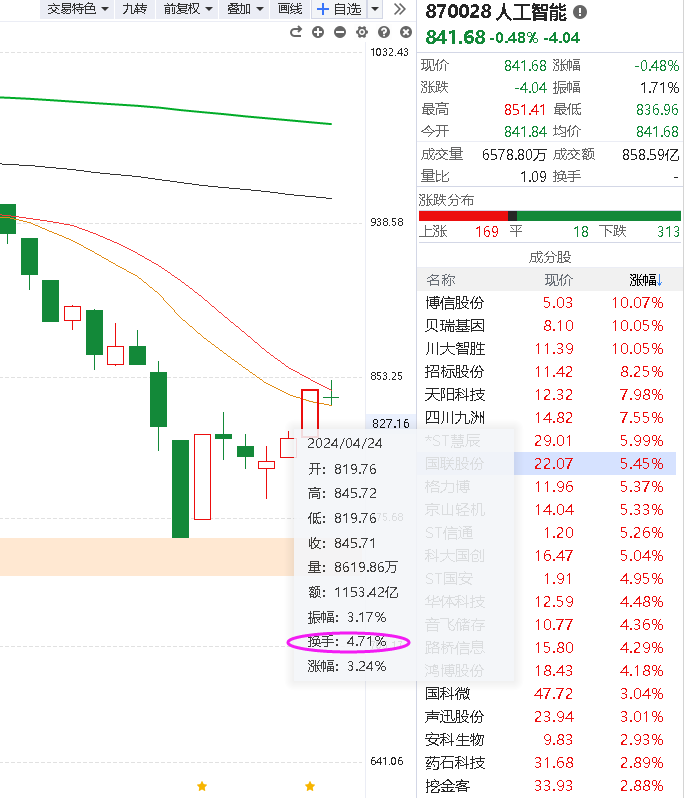 交易特色 九转 前复权 叠加 画线 +自选
1032.43
938.58
853.25
827.16
75.68
641.06
2024/04/24
开: 819.76
高: 845.72
低: 819.76
收: 845.71
量: 8619.86万
额: 1153.42亿
振幅: 3.17%
换手: 4.71%
涨幅: 3.24%
870028 人工智能
841.68 -0.48% -4.04
现价 841.68 涨幅 -0.48%
涨跌 -4.04 振幅 1.71%
最高 851.41 最低 836.96
今开 841.84 均价 841.68
成交量 6578.80万 成交额 858.59亿
量比 1.09 换手 -
涨跌分布
上涨 169 平 18 下跌 313
成分股
名称 现价 涨幅↓
博信股份 5.03 10.07%
贝瑞基因 8.10 10.05%
川大智胜 11.39 10.05%
招标股份 11.42 8.25%
天阳科技 12.32 7.98%
四川九洲 14.82 7.55%
*ST慧辰 29.01 5.99%
国联股份 22.07 5.45%
格力博 11.96 5.37%
京山轻机 14.04 5.33%
ST信通 1.20 5.26%
科大国创 16.47 5.04%
ST国安 1.91 4.95%
华体科技 12.59 4.48%
音飞储存 10.77 4.36%
路桥信息 15.80 4.29%
鸿博股份 18.43 4.18%
国科微 47.72 3.04%
声迅股份 23.94 3.01%
安科生物 9.83 2.93%
药石科技 31.68 2.89%
挖金客 33.93 2.88%